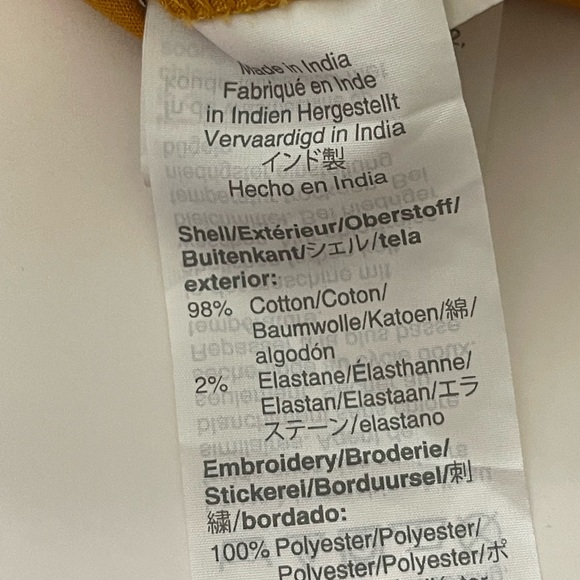 Made in India
Fabriqué en Inde
in Indien Hergestellt
Vervaardigd in India
インド製
Hecho en India
Shell/Extérieur/Oberstoff/
Buitenkant/シェル/tela
exterior:
98% Cotton/Coton/
Baumwolle/Katoen/綿/
algodón
2% Elastane/Élasthanne/
Elastan/Elastaan/エラ
ステーン/elastano
Embroidery/Broderie/
Stickerei/Borduursel/刺
繍/bordado:
100% Polyester/Polyester/
Polyester/Polyester/ポ